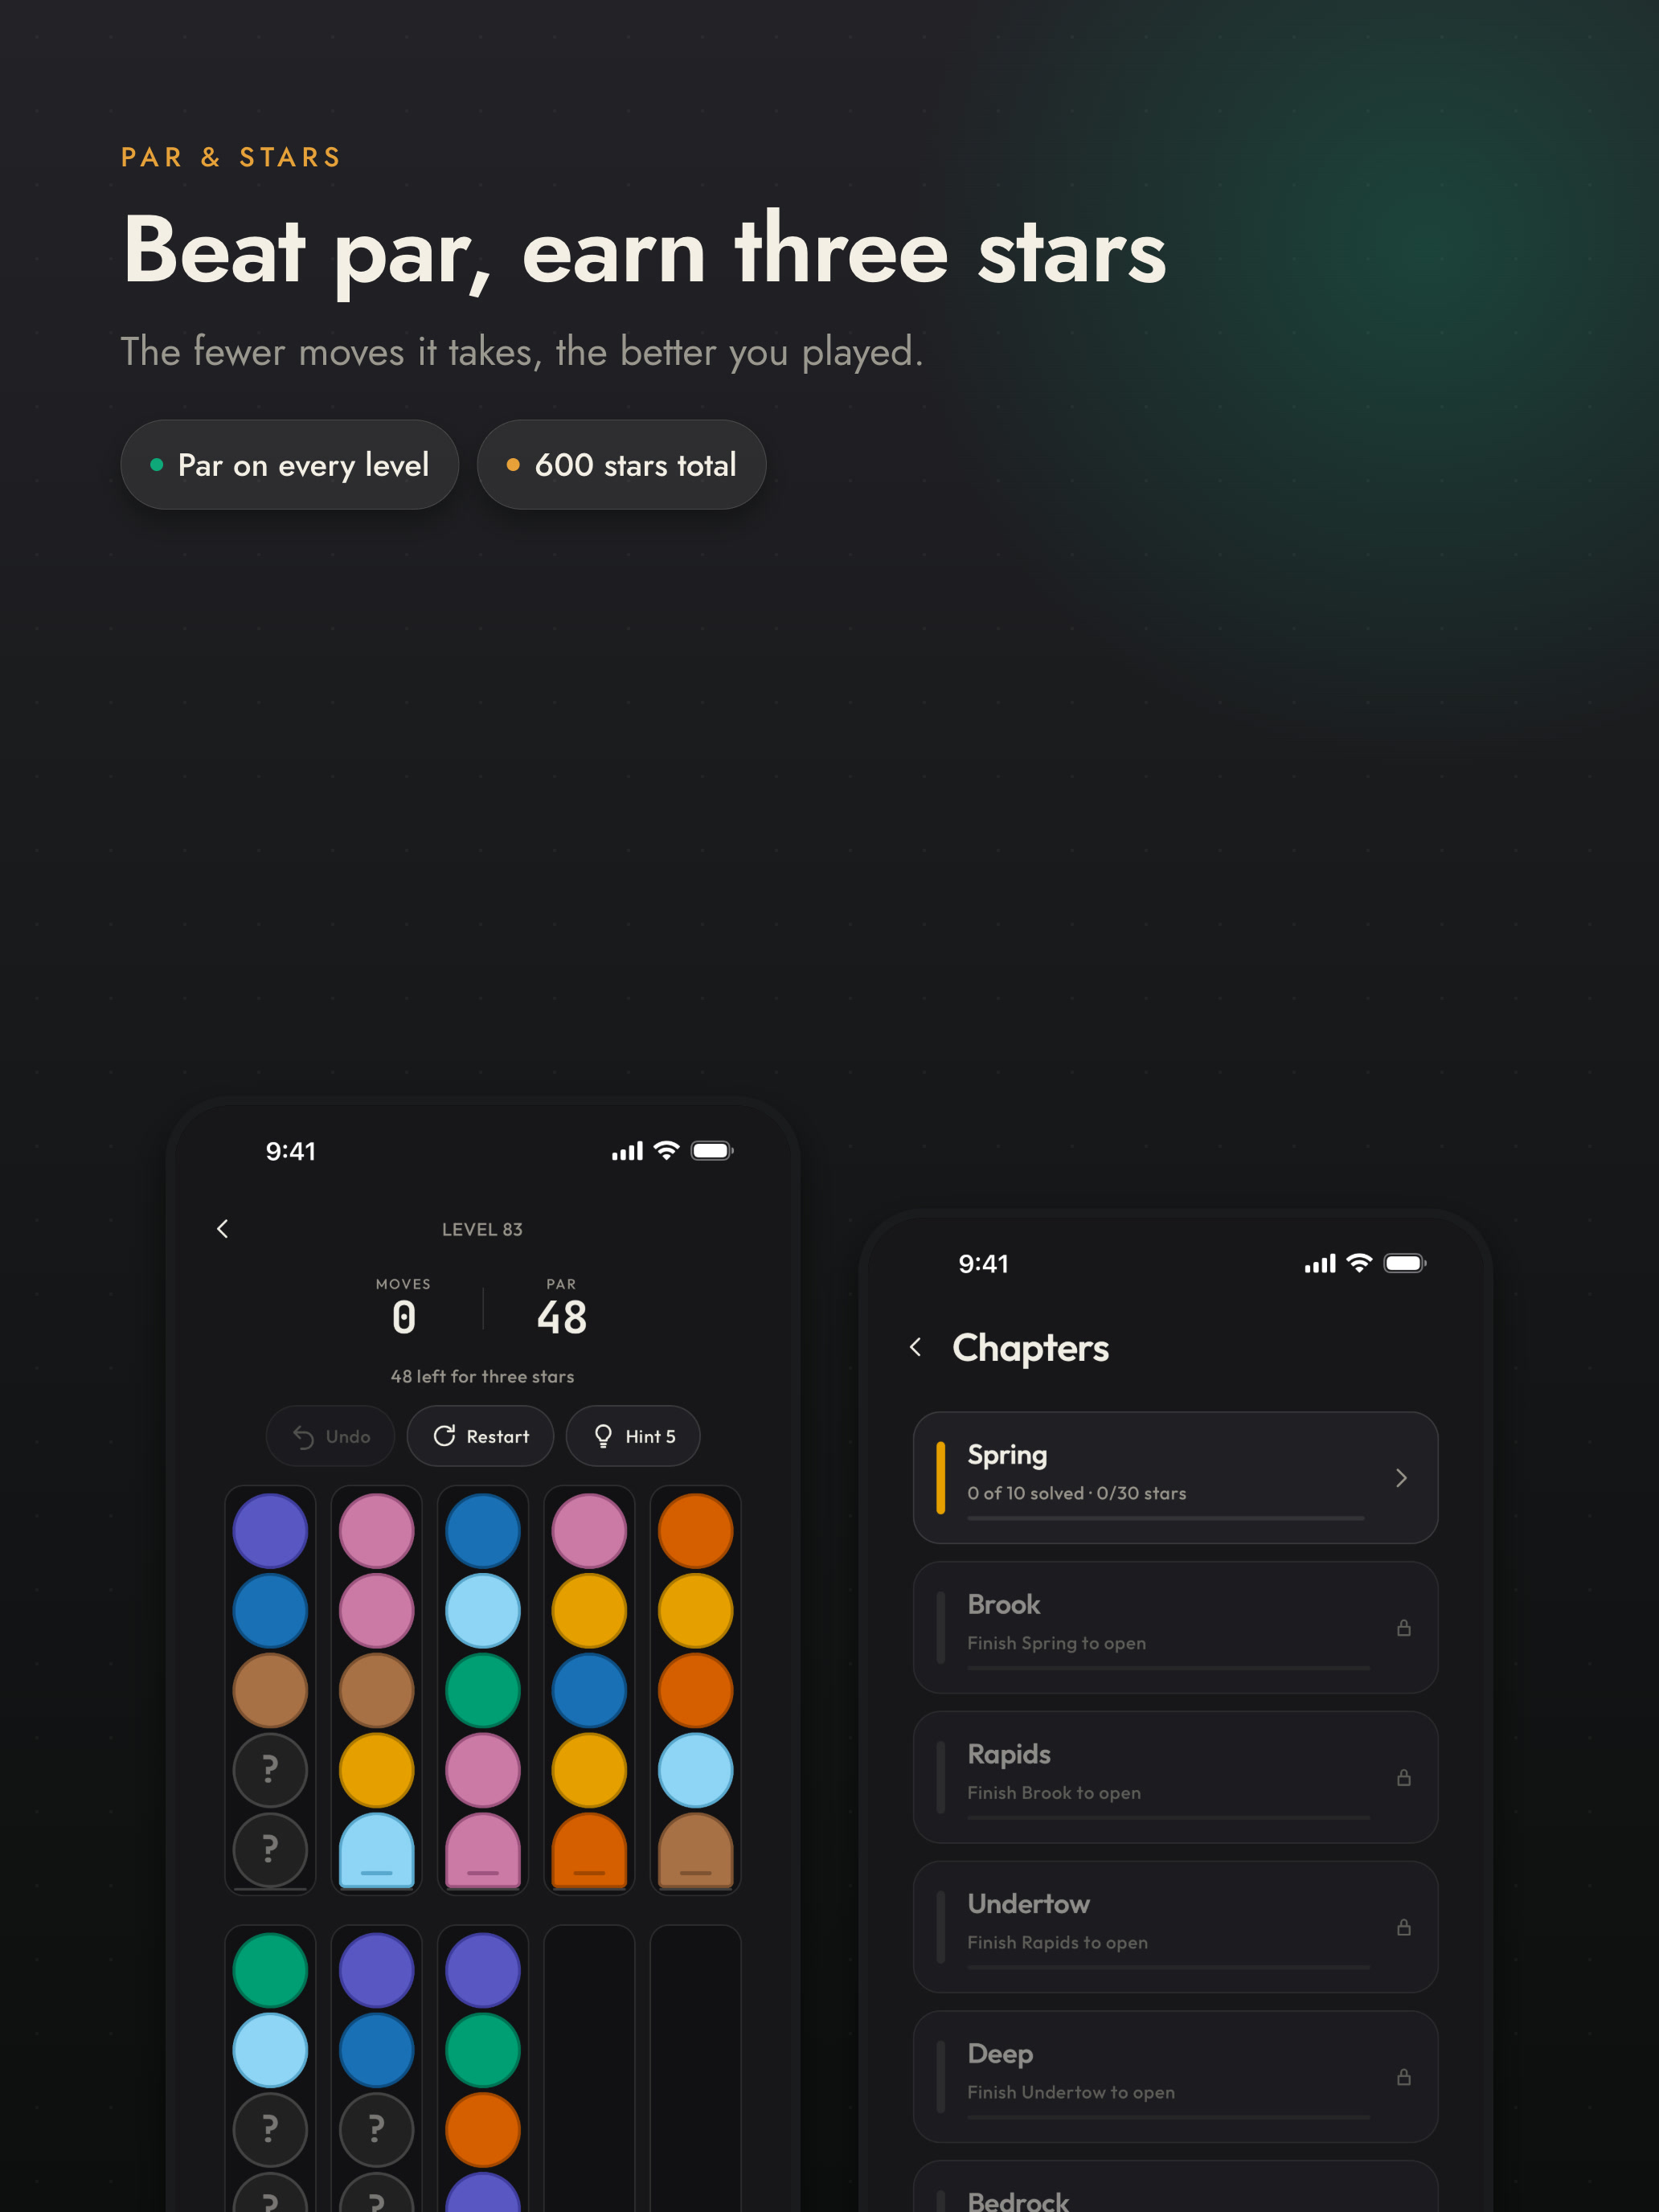 PAR & STARS
Beat par, earn three stars
The fewer moves it takes, the better you played.
Par on every level
600 stars total
9:41
LEVEL 83
MOVES
0
PAR
48
48 left for three stars
Undo
Restart
Hint 5
?
?
?
?
?
?
9:41
Chapters
Spring
0 of 10 solved · 0/30 stars
Brook
Finish Spring to open
Rapids
Finish Brook to open
Undertow
Finish Rapids to open
Deep
Finish Undertow to open
Bedrock